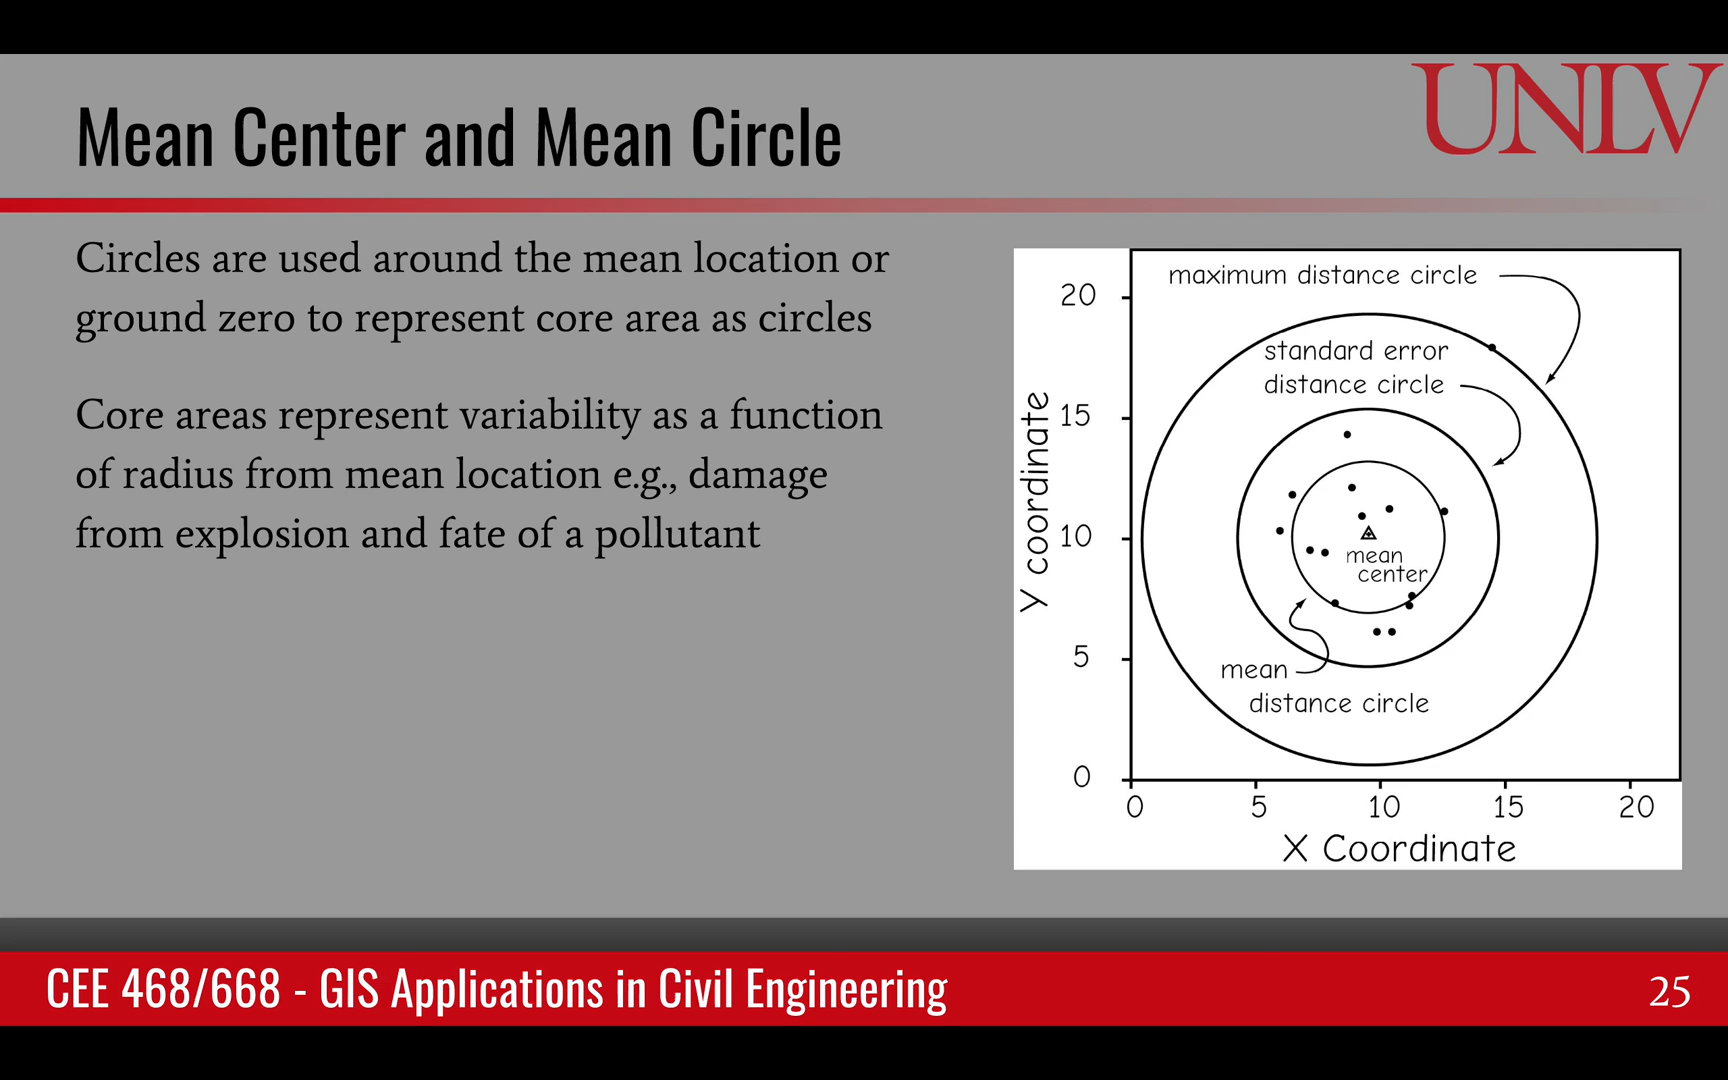 UNLV
Mean Center and Mean Circle
Circles are used around the mean location or
ground zero to represent core area as circles
Core areas represent variability as a function
of radius from mean location e.g., damage
from explosion and fate of a pollutant
maximum distance circle
standard error
distance circle
mean
center
mean
distance circle
Y coordinate
20
15
10
5
0
0 5 10 15 20
X Coordinate
CEE 468/668 - GIS Applications in Civil Engineering
25